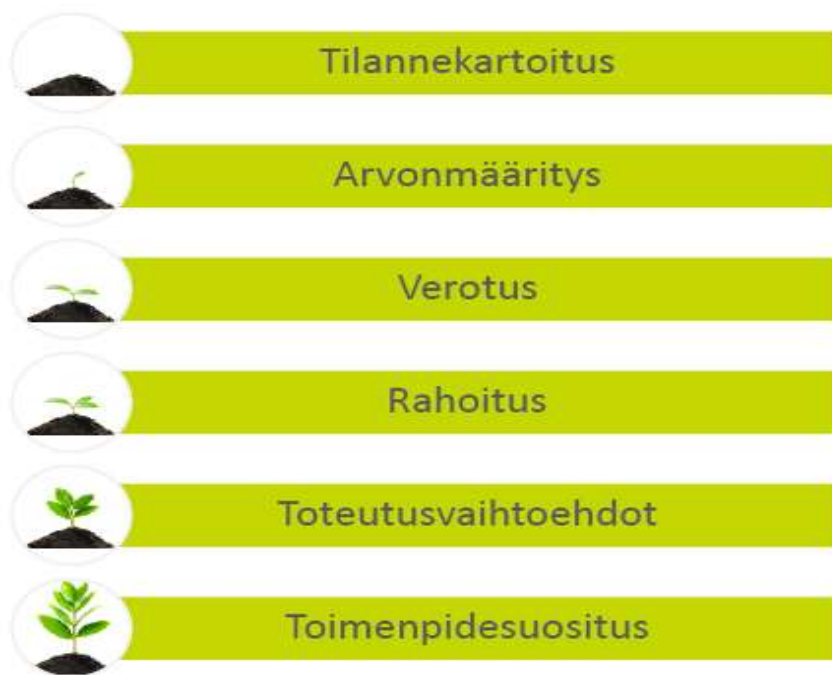 Tilannekartoitus
Arvonmääritys
Verotus
Rahoitus
Toteutusvaihtoehdot
Toimenpidesuositus